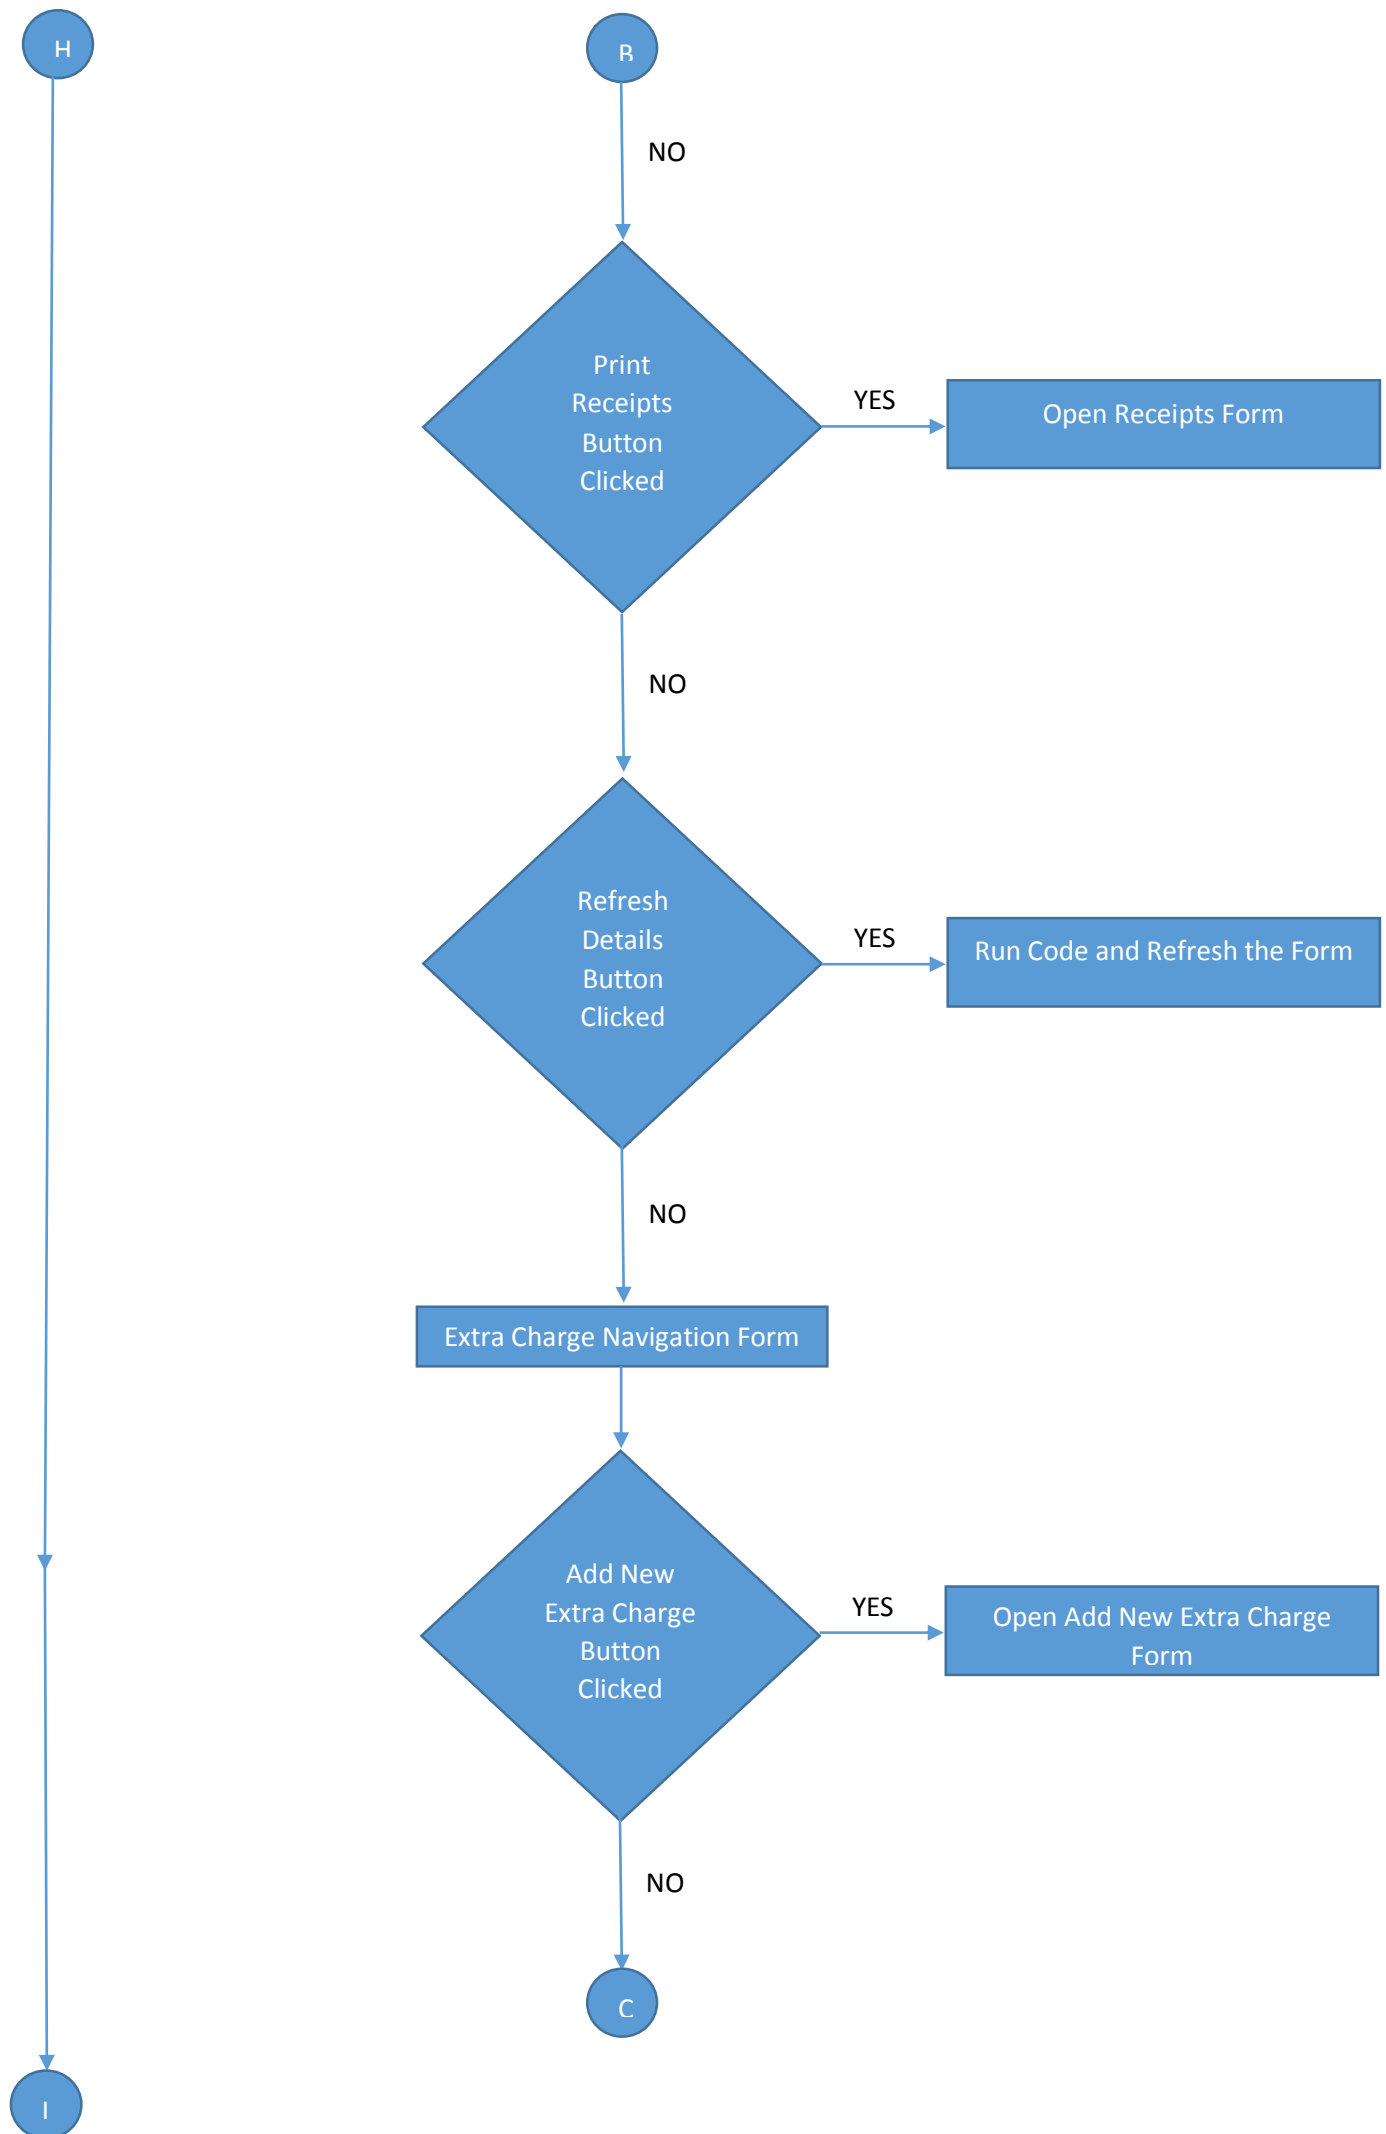 H
B
NO
Print
Receipts
Button
Clicked
YES
Open Receipts Form
NO
Refresh
Details
Button
Clicked
YES
Run Code and Refresh the Form
NO
Extra Charge Navigation Form
Add New
Extra Charge
Button
Clicked
YES
Open Add New Extra Charge
Form
NO
C
I